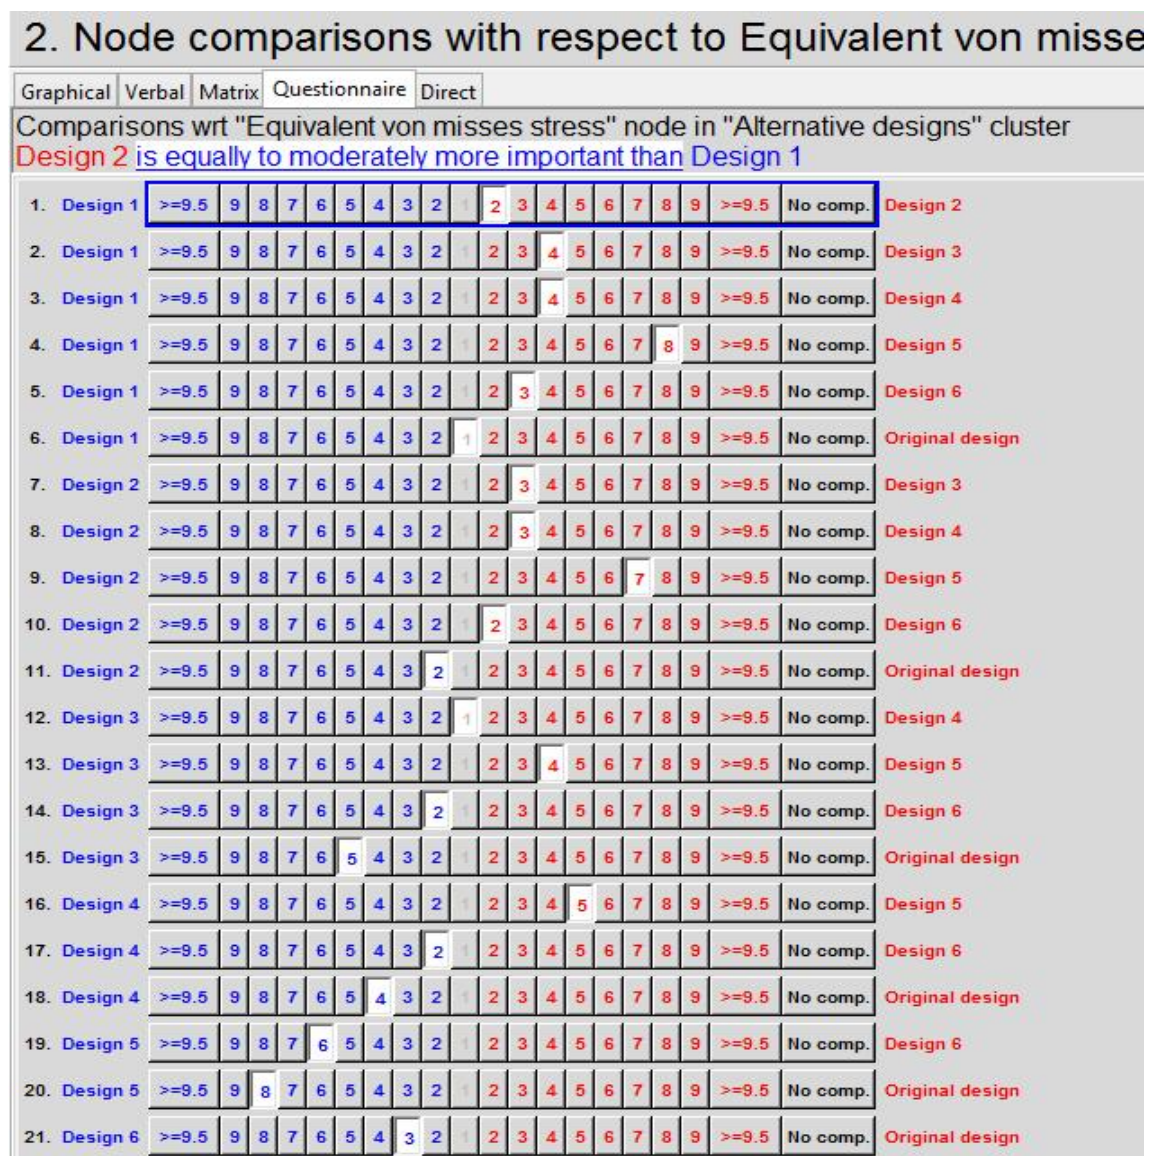 2. Node comparisons with respect to Equivalent von misse
Graphical Verbal Matrix Questionnaire Direct
Comparisons wrt "Equivalent von misses stress" node in "Alternative designs" cluster
Design 2 is equally to moderately more important than Design 1
1. Design 1 >=9.5 9 8 7 6 5 4 3 2 1 2 3 4 5 6 7 8 9 >=9.5 No comp. Design 2
2. Design 1 >=9.5 9 8 7 6 5 4 3 2 1 2 3 4 5 6 7 8 9 >=9.5 No comp. Design 3
3. Design 1 >=9.5 9 8 7 6 5 4 3 2 1 2 3 4 5 6 7 8 9 >=9.5 No comp. Design 4
4. Design 1 >=9.5 9 8 7 6 5 4 3 2 1 2 3 4 5 6 7 8 9 >=9.5 No comp. Design 5
5. Design 1 >=9.5 9 8 7 6 5 4 3 2 1 2 3 4 5 6 7 8 9 >=9.5 No comp. Design 6
6. Design 1 >=9.5 9 8 7 6 5 4 3 2 1 2 3 4 5 6 7 8 9 >=9.5 No comp. Original design
7. Design 2 >=9.5 9 8 7 6 5 4 3 2 1 2 3 4 5 6 7 8 9 >=9.5 No comp. Design 3
8. Design 2 >=9.5 9 8 7 6 5 4 3 2 1 2 3 4 5 6 7 8 9 >=9.5 No comp. Design 4
9. Design 2 >=9.5 9 8 7 6 5 4 3 2 1 2 3 4 5 6 7 8 9 >=9.5 No comp. Design 5
10. Design 2 >=9.5 9 8 7 6 5 4 3 2 1 2 3 4 5 6 7 8 9 >=9.5 No comp. Design 6
11. Design 2 >=9.5 9 8 7 6 5 4 3 2 1 2 3 4 5 6 7 8 9 >=9.5 No comp. Original design
12. Design 3 >=9.5 9 8 7 6 5 4 3 2 1 2 3 4 5 6 7 8 9 >=9.5 No comp. Design 4
13. Design 3 >=9.5 9 8 7 6 5 4 3 2 1 2 3 4 5 6 7 8 9 >=9.5 No comp. Design 5
14. Design 3 >=9.5 9 8 7 6 5 4 3 2 1 2 3 4 5 6 7 8 9 >=9.5 No comp. Design 6
15. Design 3 >=9.5 9 8 7 6 5 4 3 2 1 2 3 4 5 6 7 8 9 >=9.5 No comp. Original design
16. Design 4 >=9.5 9 8 7 6 5 4 3 2 1 2 3 4 5 6 7 8 9 >=9.5 No comp. Design 5
17. Design 4 >=9.5 9 8 7 6 5 4 3 2 1 2 3 4 5 6 7 8 9 >=9.5 No comp. Design 6
18. Design 4 >=9.5 9 8 7 6 5 4 3 2 1 2 3 4 5 6 7 8 9 >=9.5 No comp. Original design
19. Design 5 >=9.5 9 8 7 6 5 4 3 2 1 2 3 4 5 6 7 8 9 >=9.5 No comp. Design 6
20. Design 5 >=9.5 9 8 7 6 5 4 3 2 1 2 3 4 5 6 7 8 9 >=9.5 No comp. Original design
21. Design 6 >=9.5 9 8 7 6 5 4 3 2 1 2 3 4 5 6 7 8 9 >=9.5 No comp. Original design